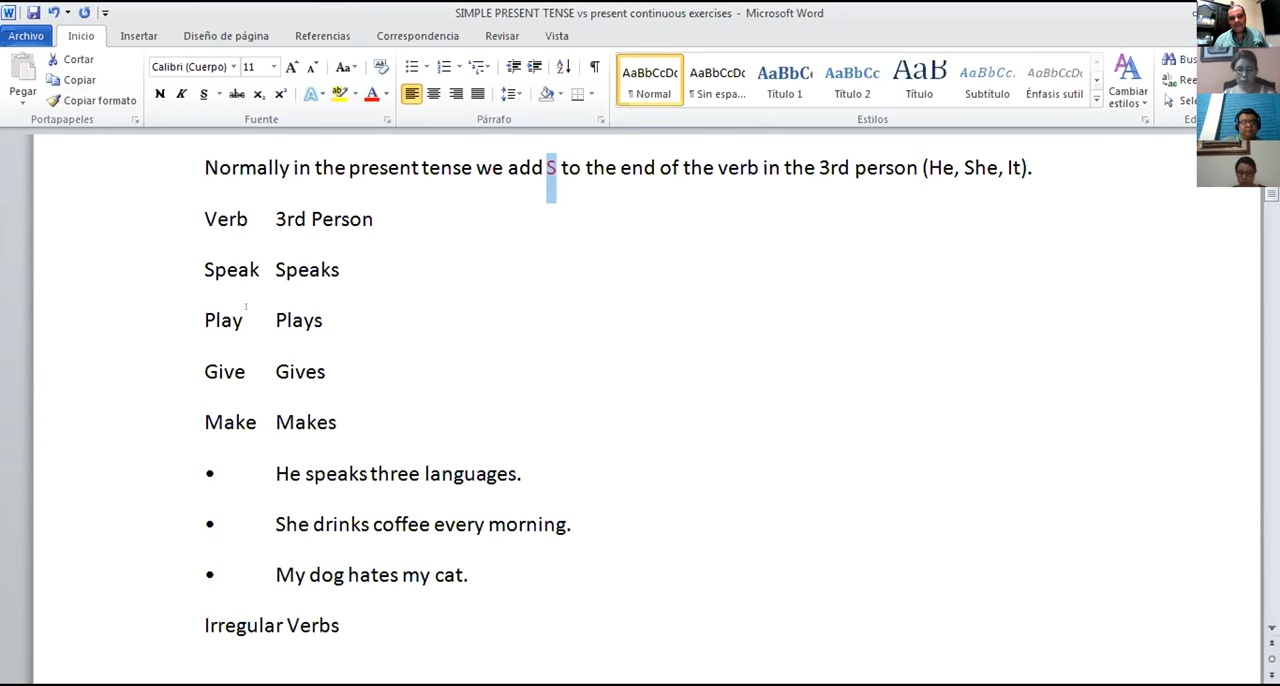 SIMPLE PRESENT TENSE vs present continuous exercises - Microsoft Word
Archivo Inicio Insertar Diseño de página Referencias Correspondencia Revisar Vista
Pegar
Cortar
Copiar
Copiar formato
Portapapeles
Calibri (Cuerpo) 11 A A Aa
N K S abc x₂ x² A A
Fuente
Párrafo
AaBbCcDc AaBbCcDc AaBbC AaBbCc AaB AaBbCc. AaBbCcDc
¶ Normal ¶ Sin espa... Título 1 Título 2 Título Subtítulo Énfasis sutil
Cambiar estilos
Estilos
Normally in the present tense we add S to the end of the verb in the 3rd person (He, She, It).
Verb 3rd Person
Speak Speaks
Play Plays
Give Gives
Make Makes
• He speaks three languages.
• She drinks coffee every morning.
• My dog hates my cat.
Irregular Verbs